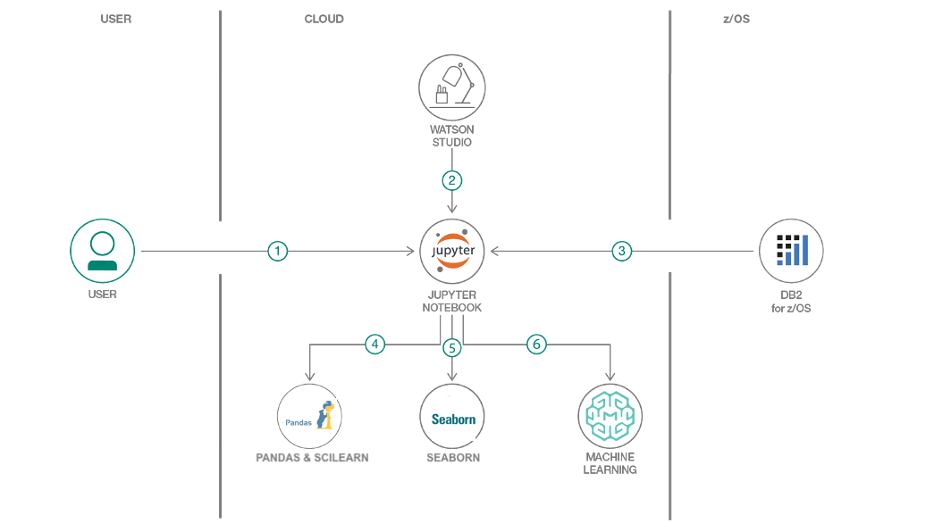 USER
CLOUD
z/OS
WATSON
STUDIO
2
1
jupyter
3
USER
JUPYTER
NOTEBOOK
DB2
for z/OS
4
5
6
Pandas
Seaborn
PANDAS & SCILEARN
SEABORN
MACHINE
LEARNING